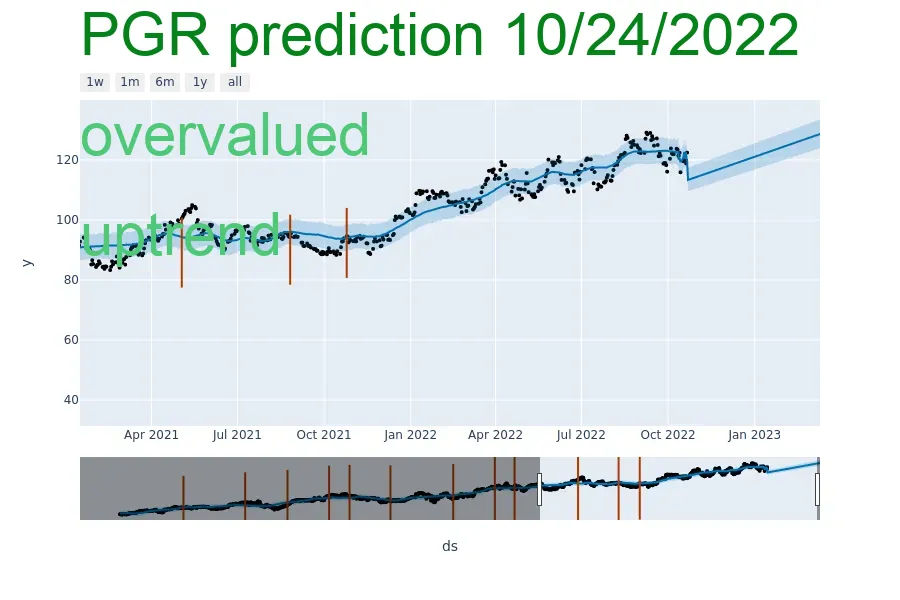 PGR prediction 10/24/2022
1w 1m 6m 1y all
overvalued
uptrend
120
100
80
60
40
y
Apr 2021 Jul 2021 Oct 2021 Jan 2022 Apr 2022 Jul 2022 Oct 2022 Jan 2023
ds